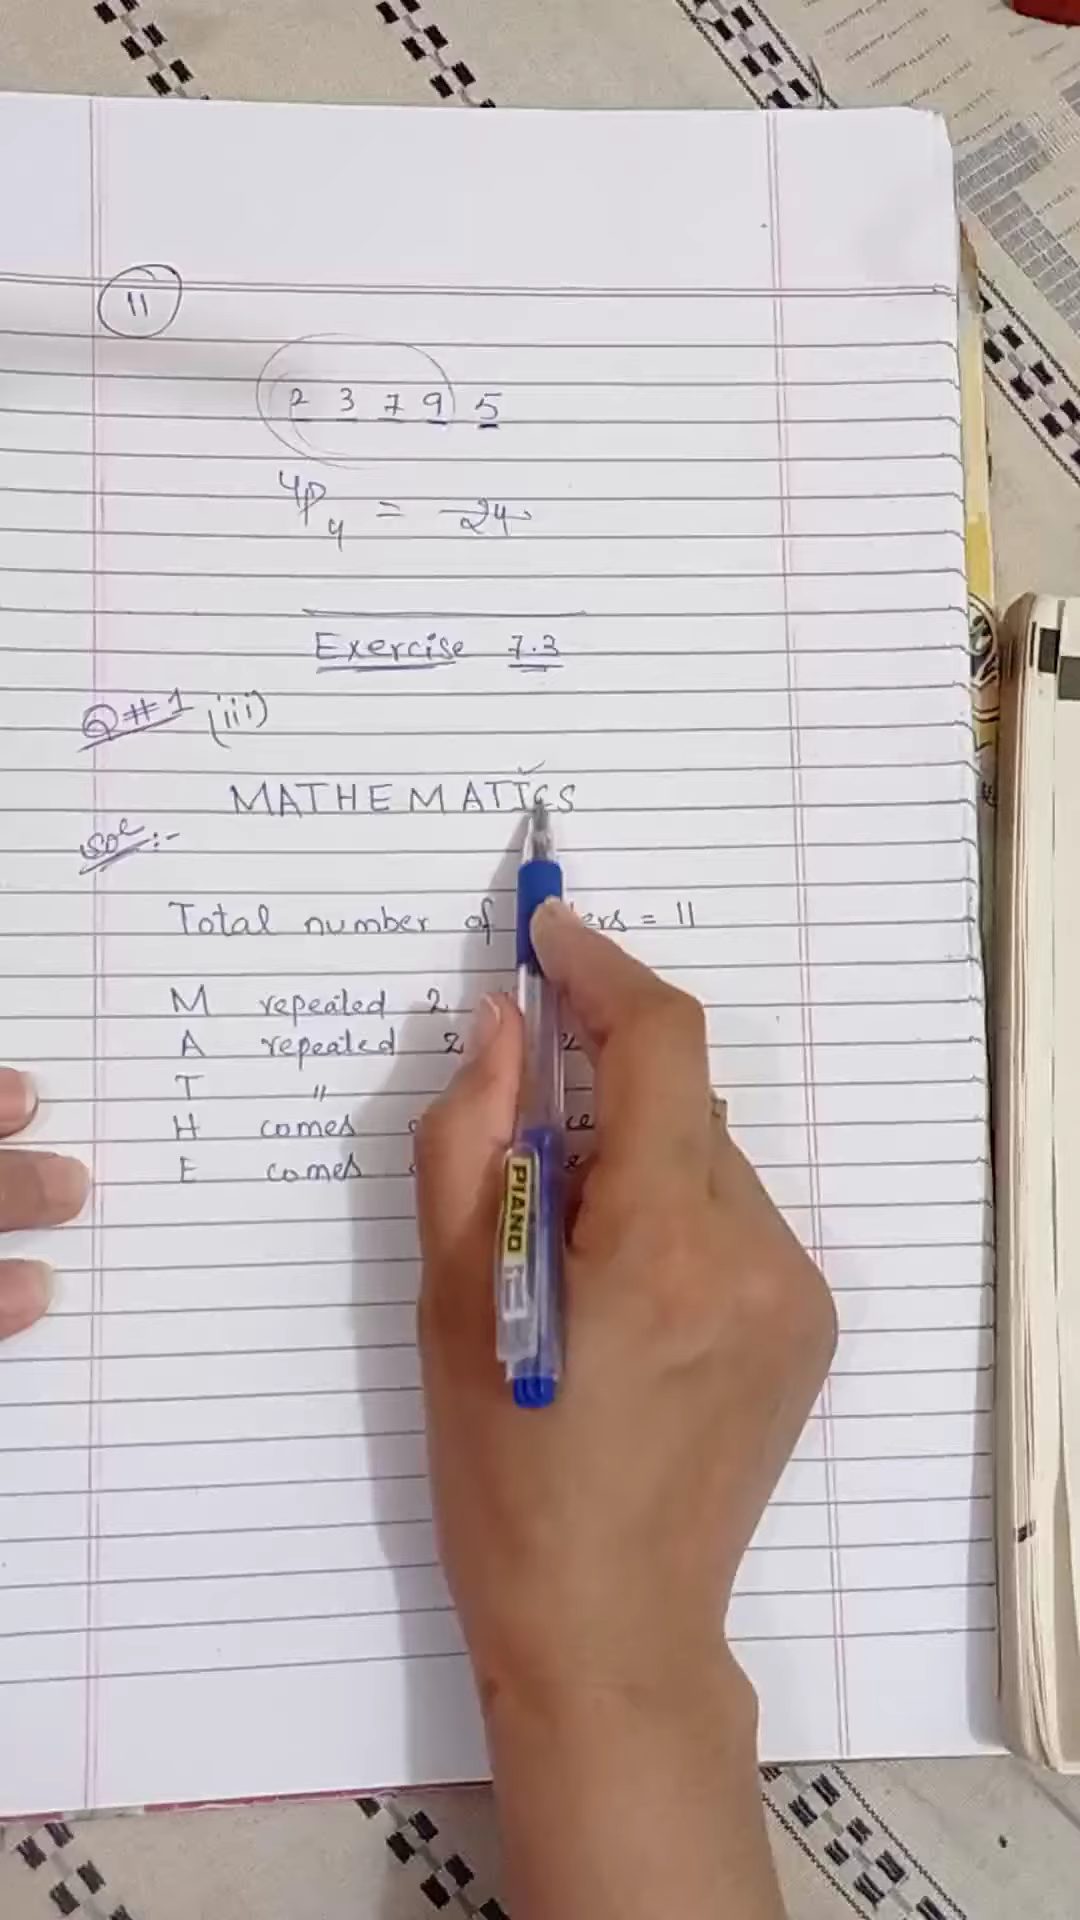 11
2 3 7 9 5
4P4 = 24
Exercise 7.3
Q#1 (iii)
MATHEMATICS
Sol:-
Total number of = 11
M repeated 2
A repeated 2
T "
H comes
E comes
PIANO